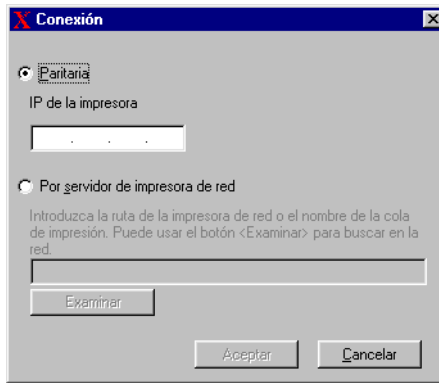 Conexión
Paritaria
IP de la impresora
. . .
Por servidor de impresora de red
Introduzca la ruta de la impresora de red o el nombre de la cola
de impresión. Puede usar el botón <Examinar> para buscar en la
red.
Examinar
Aceptar
Cancelar